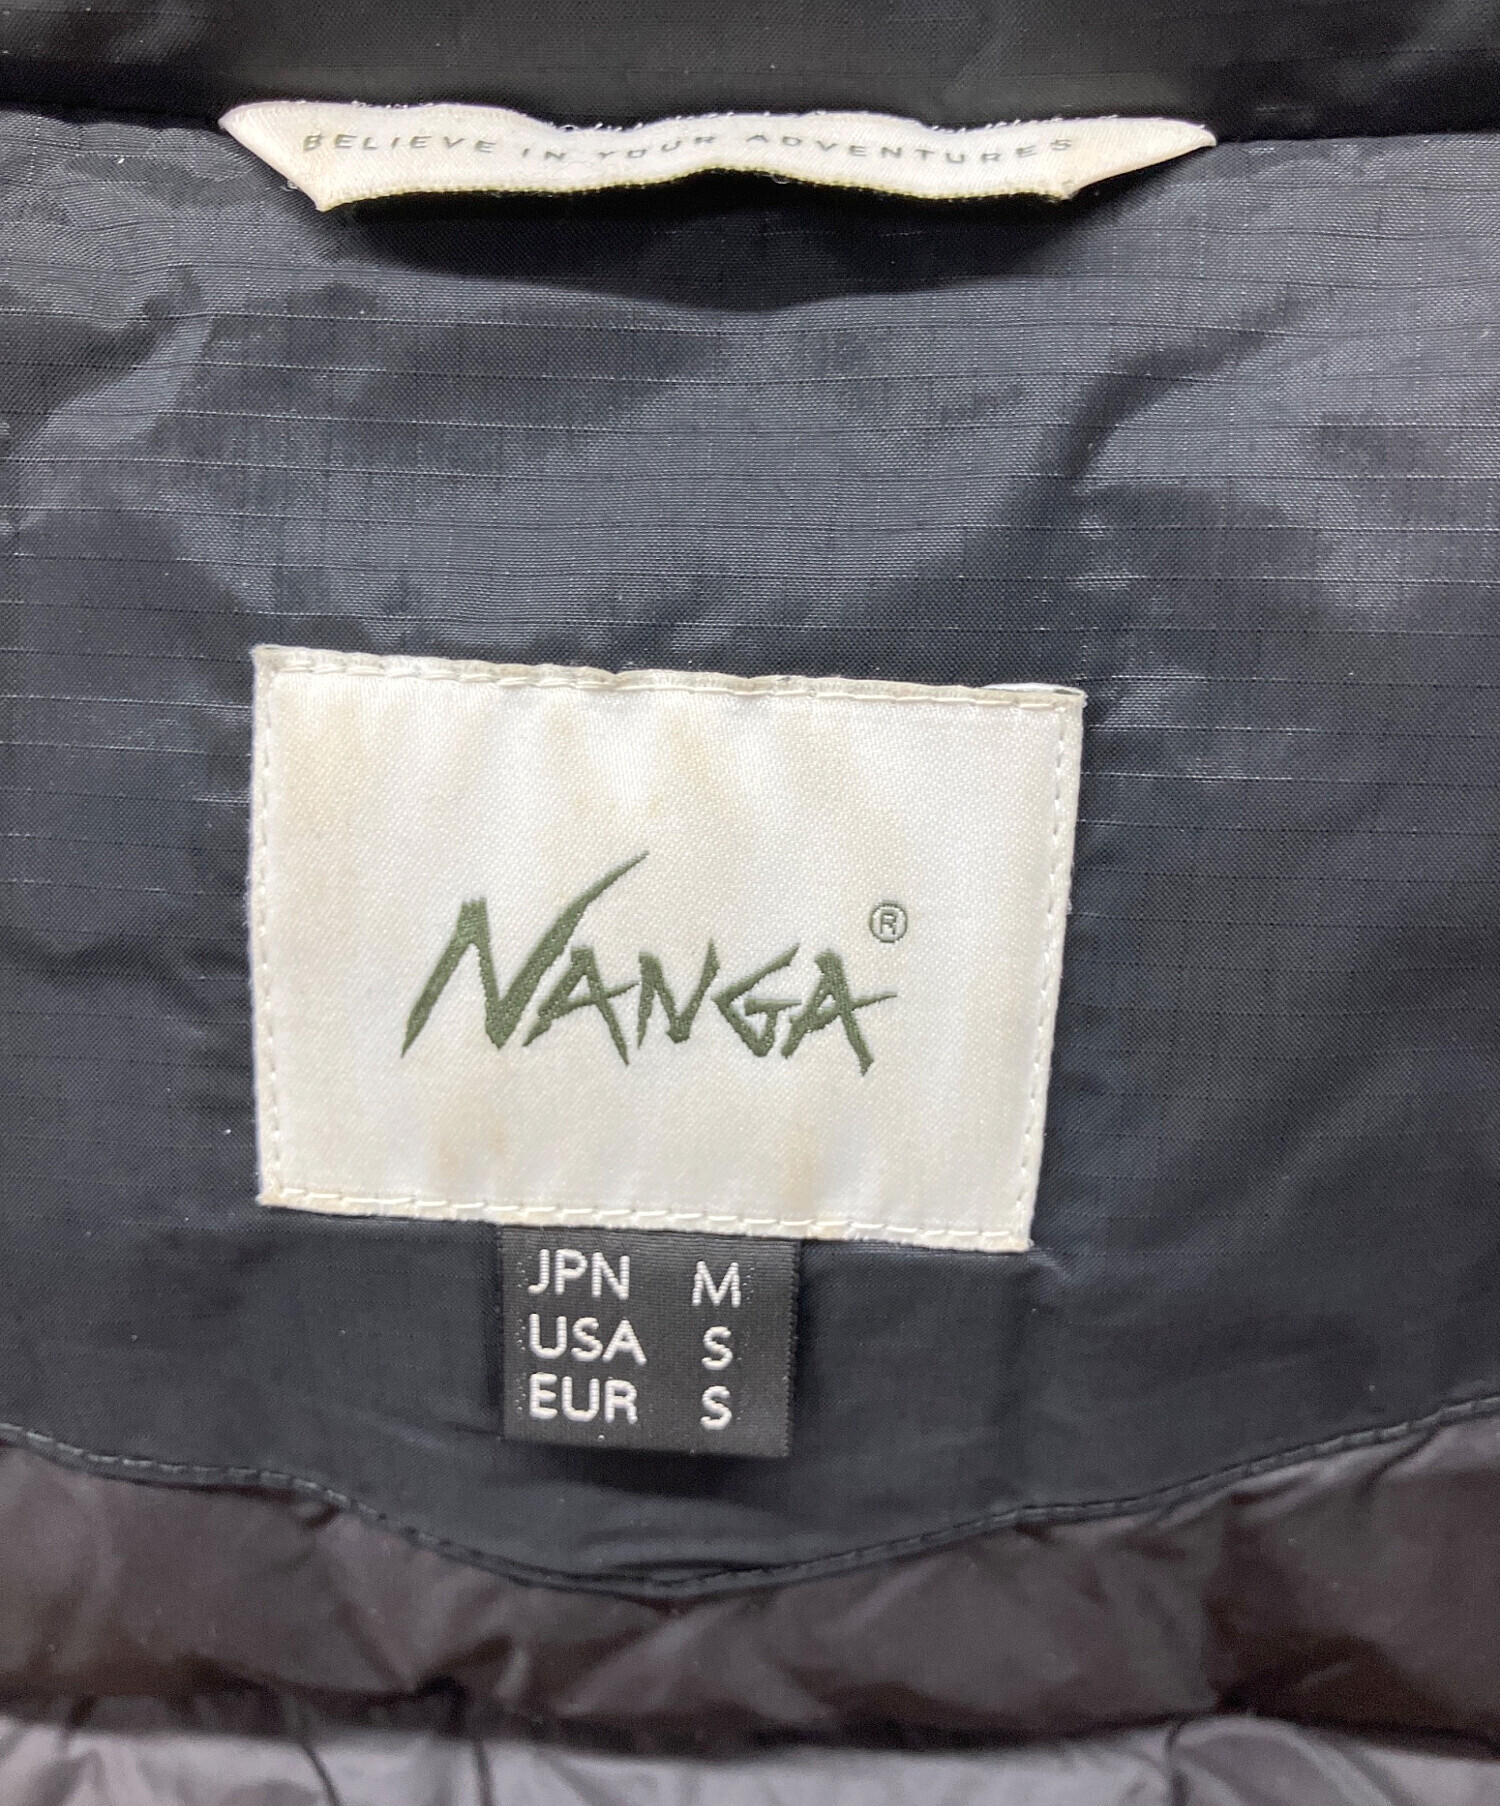 BELIEVE IN YOUR ADVENTURES
NANGA®
JPN M
USA S
EUR S